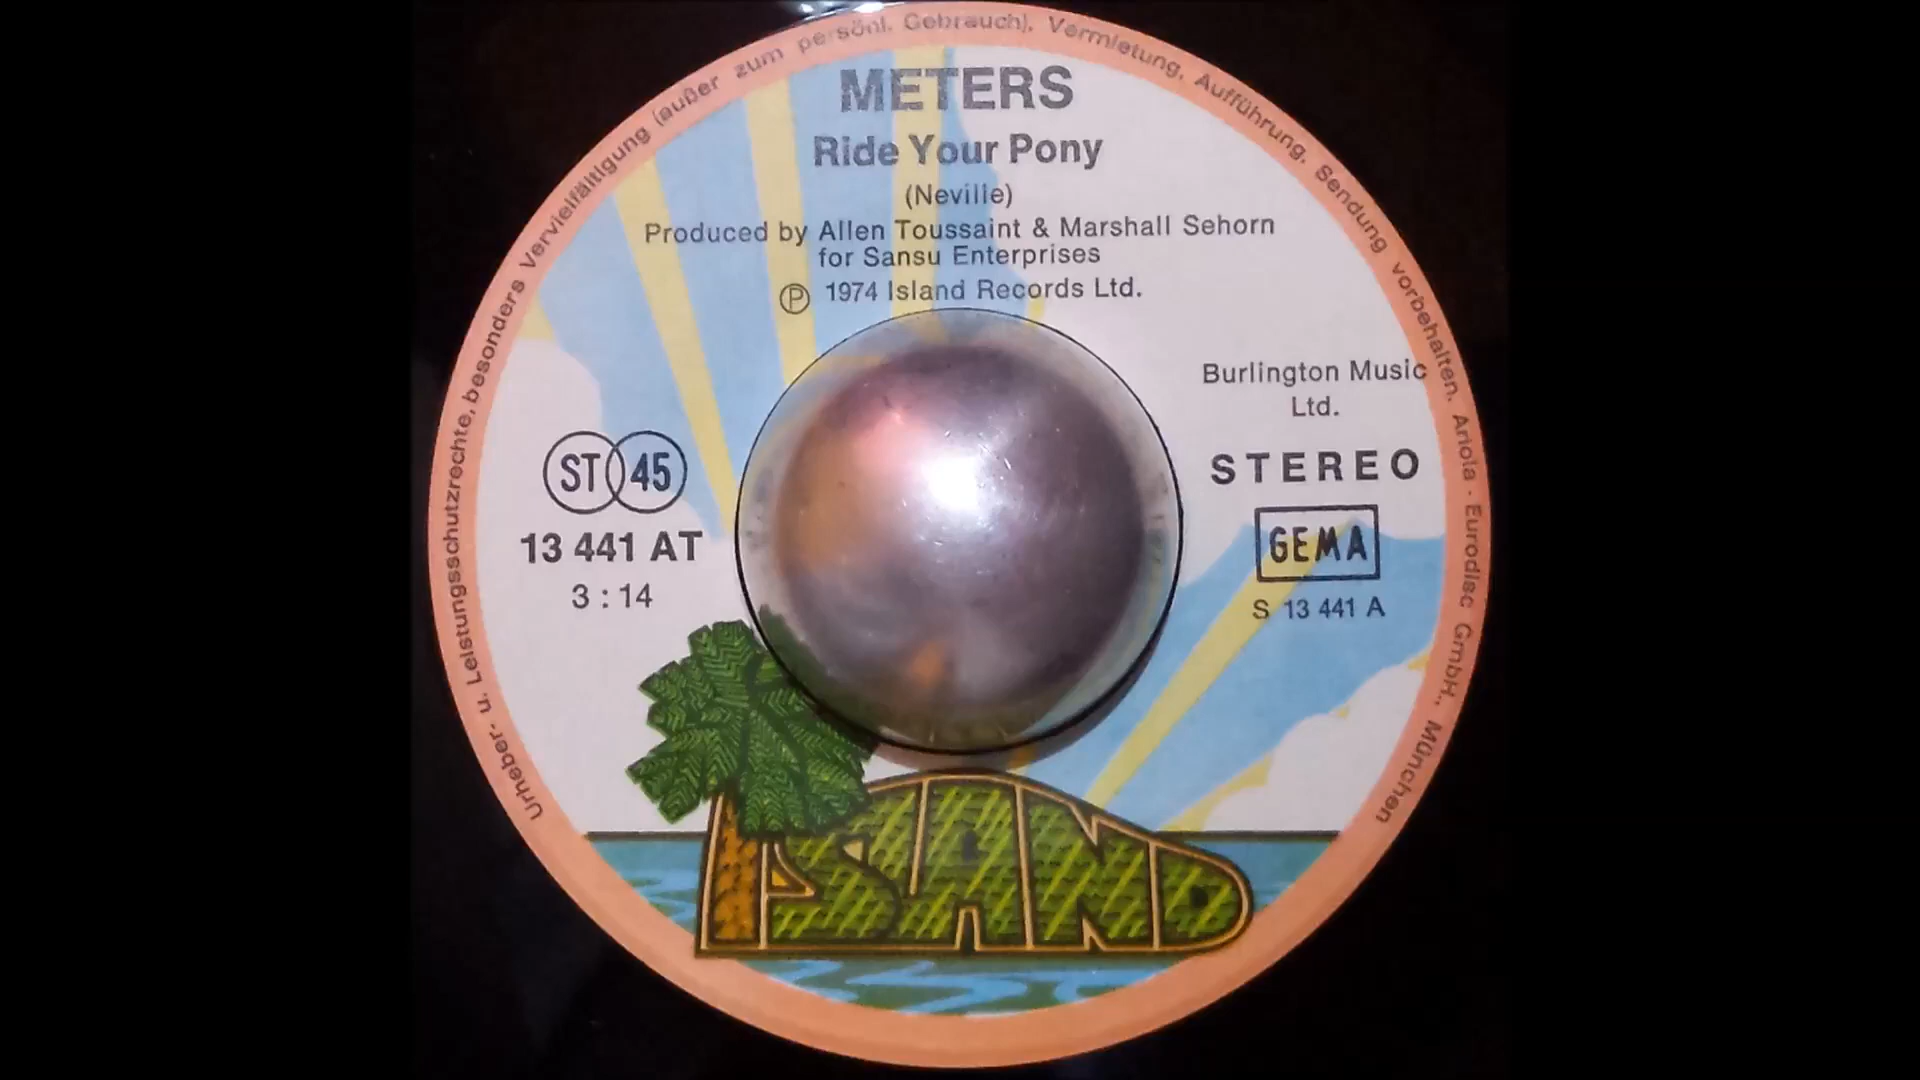 Urheber- u. Leistungsschutzrechte, besonders Vervielfältigung (außer zum persönl. Gebrauch), Vermietung, Aufführung, Sendung vorbehalten. Ariola - Eurodisc GmbH., München
METERS
Ride Your Pony
(Neville)
Produced by Allen Toussaint & Marshall Sehorn
for Sansu Enterprises
Ⓟ 1974 Island Records Ltd.
Burlington Music
Ltd.
ST 45
STEREO
13 441 AT
GEMA
3 : 14
S 13 441 A
ISLAND